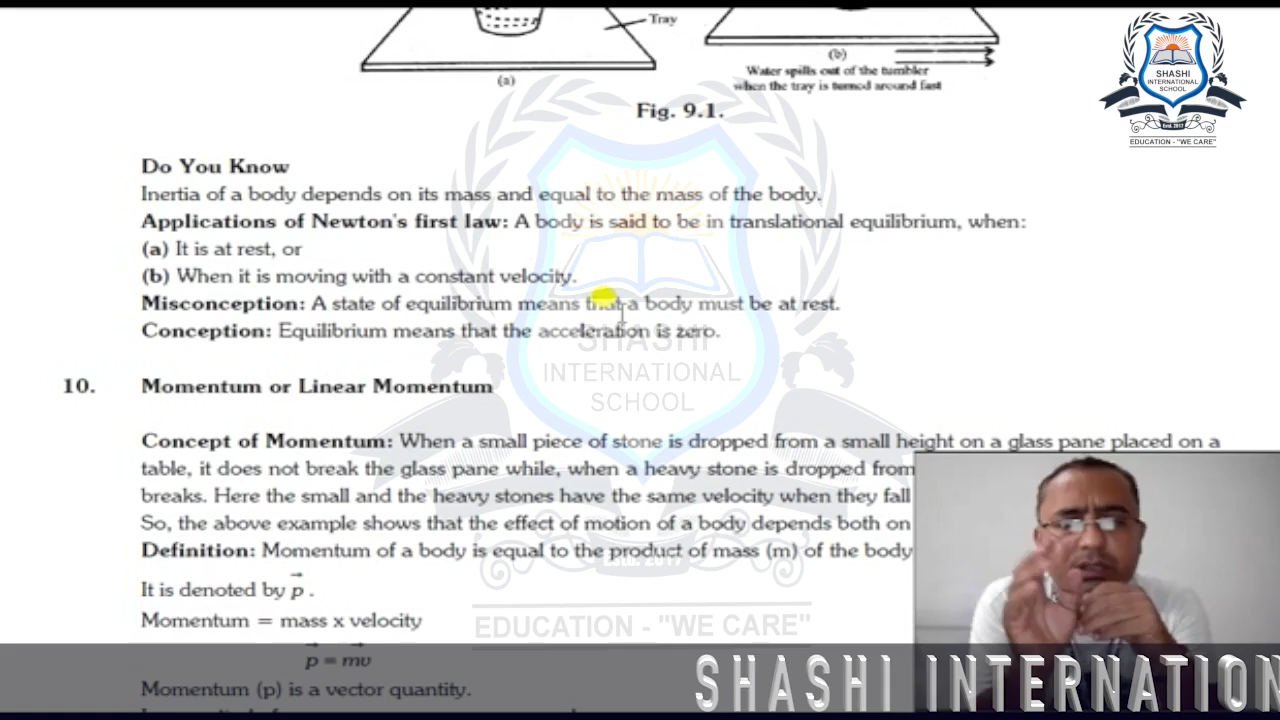 Tray
(a)
(b)
Water spills out of the tumbler
when the tray is turned around fast
Fig. 9.1.
SHASHI
INTERNATIONAL
SCHOOL
Estd. 2017
EDUCATION - "WE CARE"
Do You Know
Inertia of a body depends on its mass and equal to the mass of the body.
Applications of Newton's first law: A body is said to be in translational equilibrium, when:
(a) It is at rest, or
(b) When it is moving with a constant velocity.
Misconception: A state of equilibrium means that a body must be at rest.
Conception: Equilibrium means that the acceleration is zero.
SHASHI
INTERNATIONAL
SCHOOL
10. Momentum or Linear Momentum
Concept of Momentum: When a small piece of stone is dropped from a small height on a glass pane placed on a
table, it does not break the glass pane while, when a heavy stone is dropped from
breaks. Here the small and the heavy stones have the same velocity when they fall
So, the above example shows that the effect of motion of a body depends both on
Definition: Momentum of a body is equal to the product of mass (m) of the body
Estd. 2017
It is denoted by p⃗ .
Momentum = mass x velocity
EDUCATION - "WE CARE"
p⃗ = mv⃗
Momentum (p) is a vector quantity.
SHASHI INTERNATION